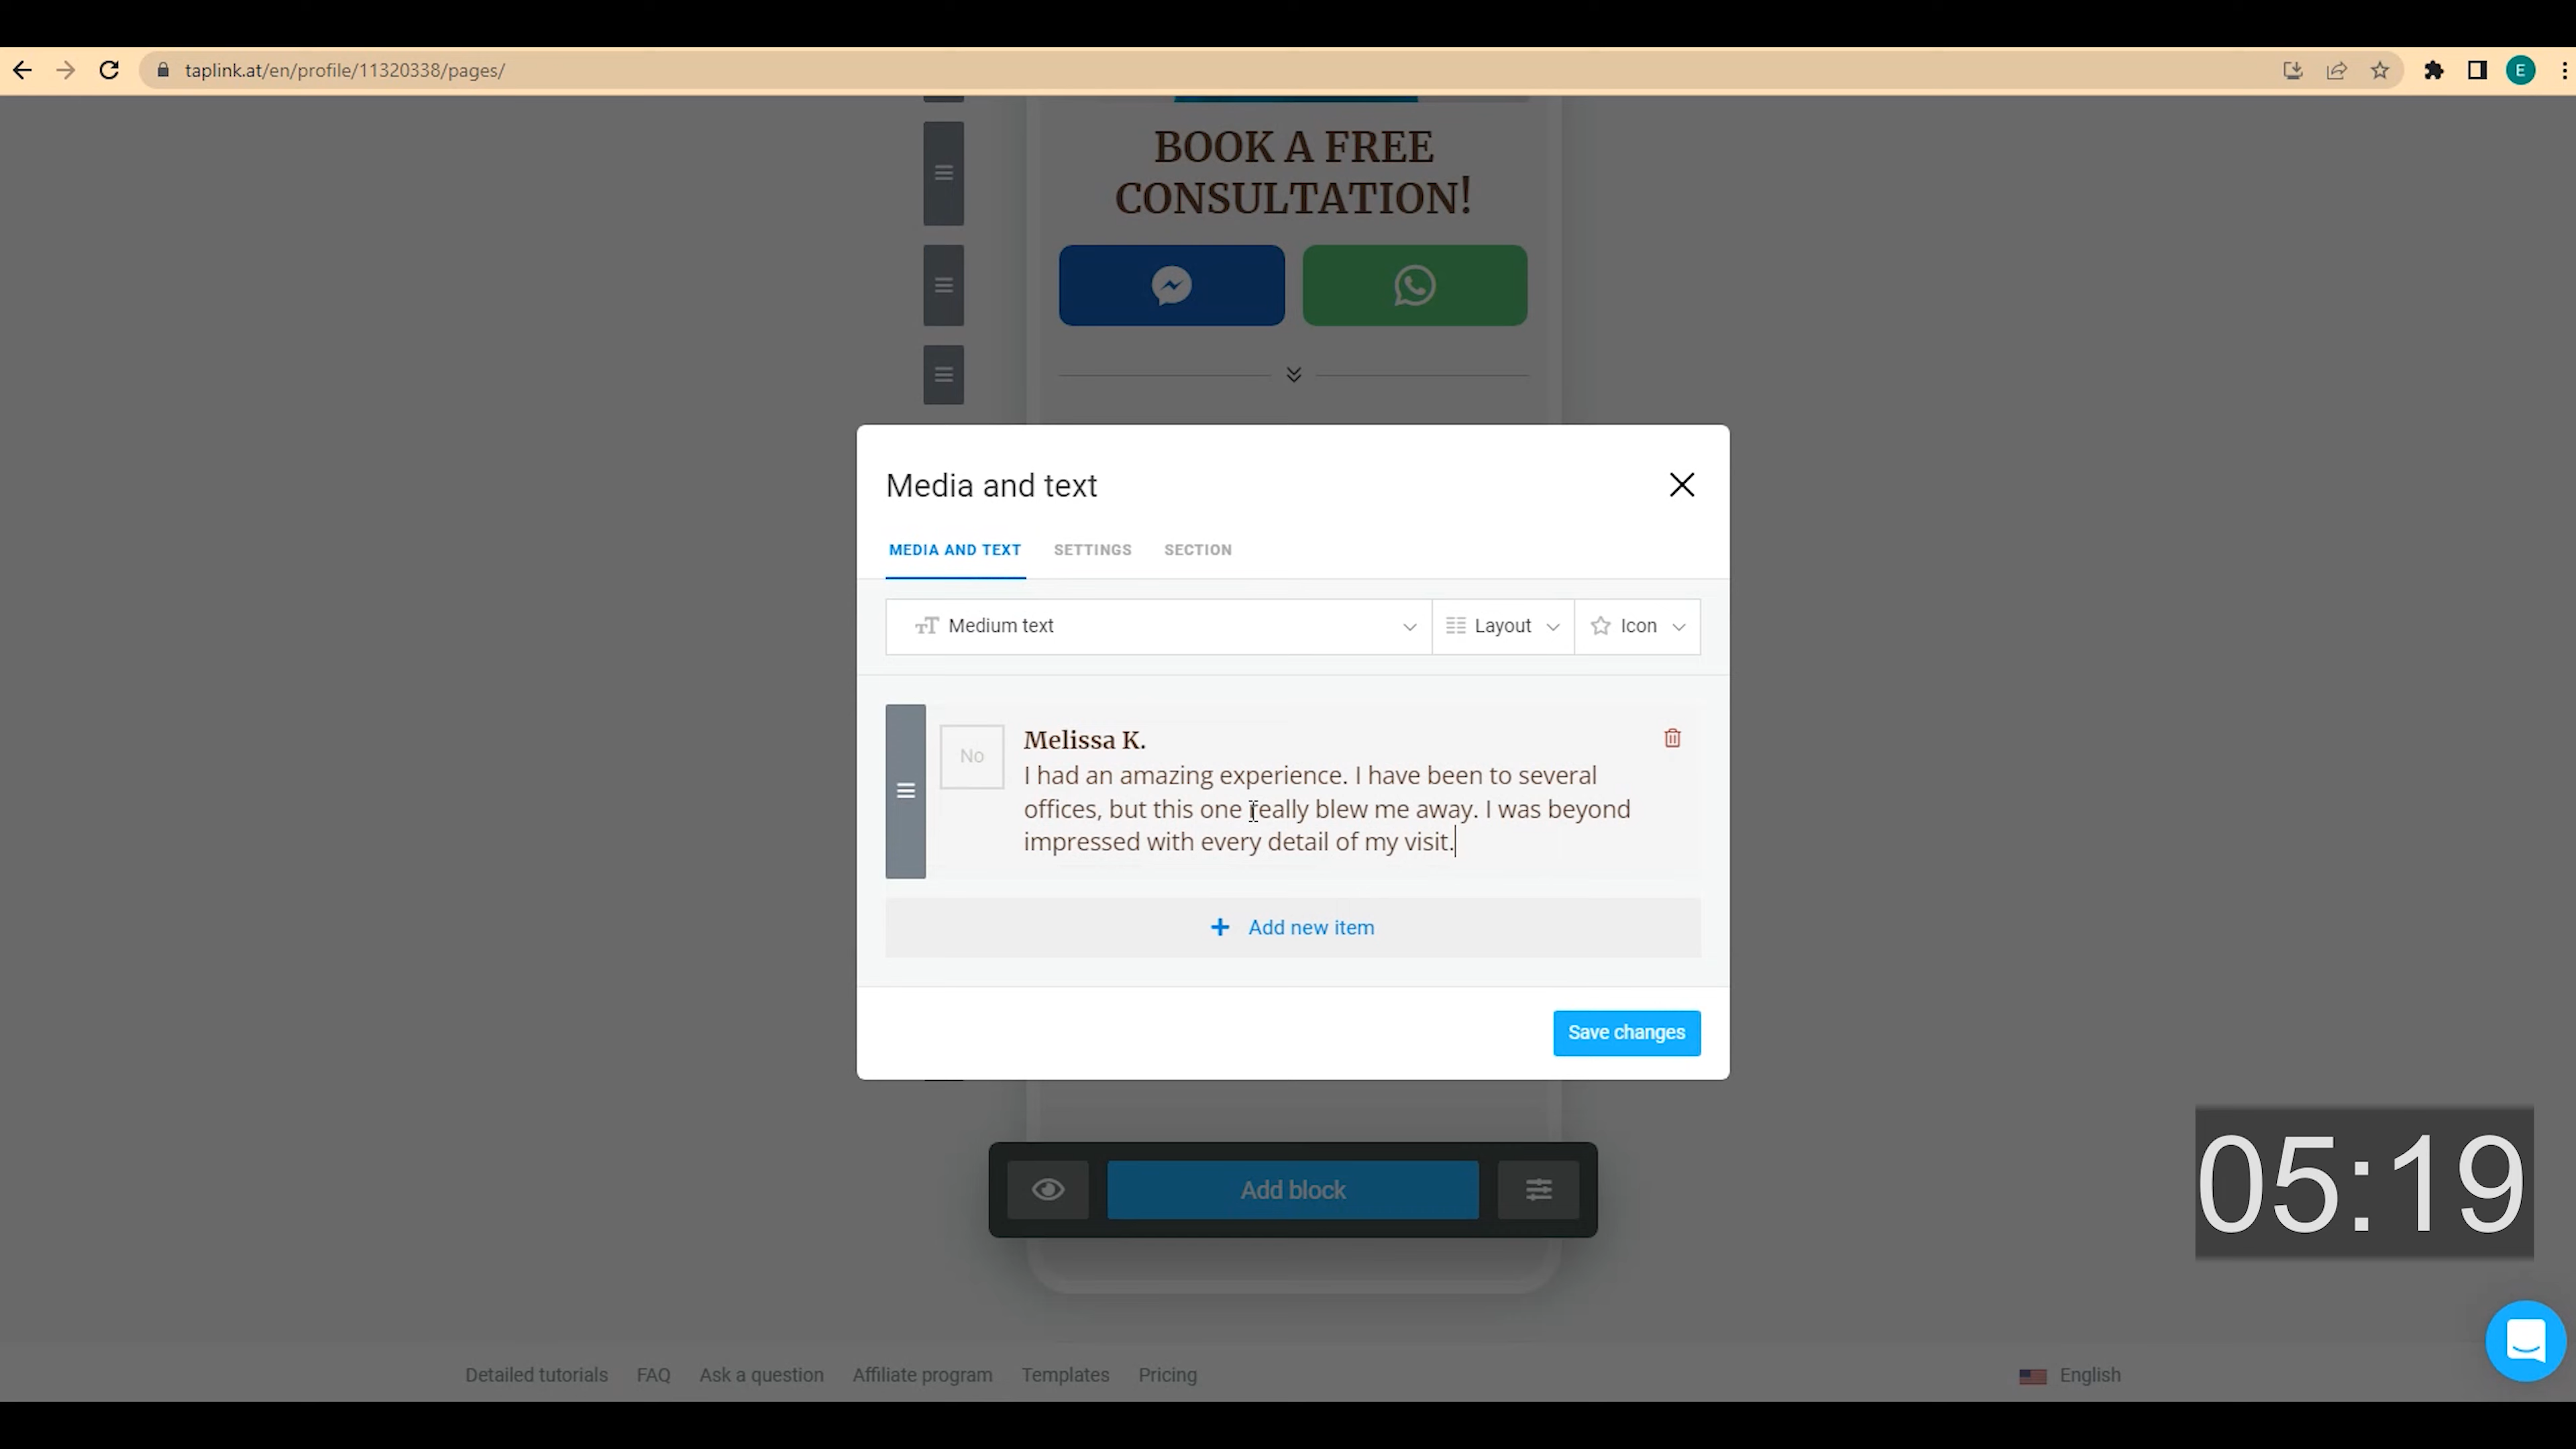 taplink.at/en/profile/11320338/pages/
E
BOOK A FREE
CONSULTATION!
Media and text
MEDIA AND TEXT SETTINGS SECTION
Medium text Layout Icon
No
Melissa K.
I had an amazing experience. I have been to several
offices, but this one really blew me away. I was beyond
impressed with every detail of my visit.
+ Add new item
Save changes
Add block
05:19
Detailed tutorials FAQ Ask a question Affiliate program Templates Pricing English